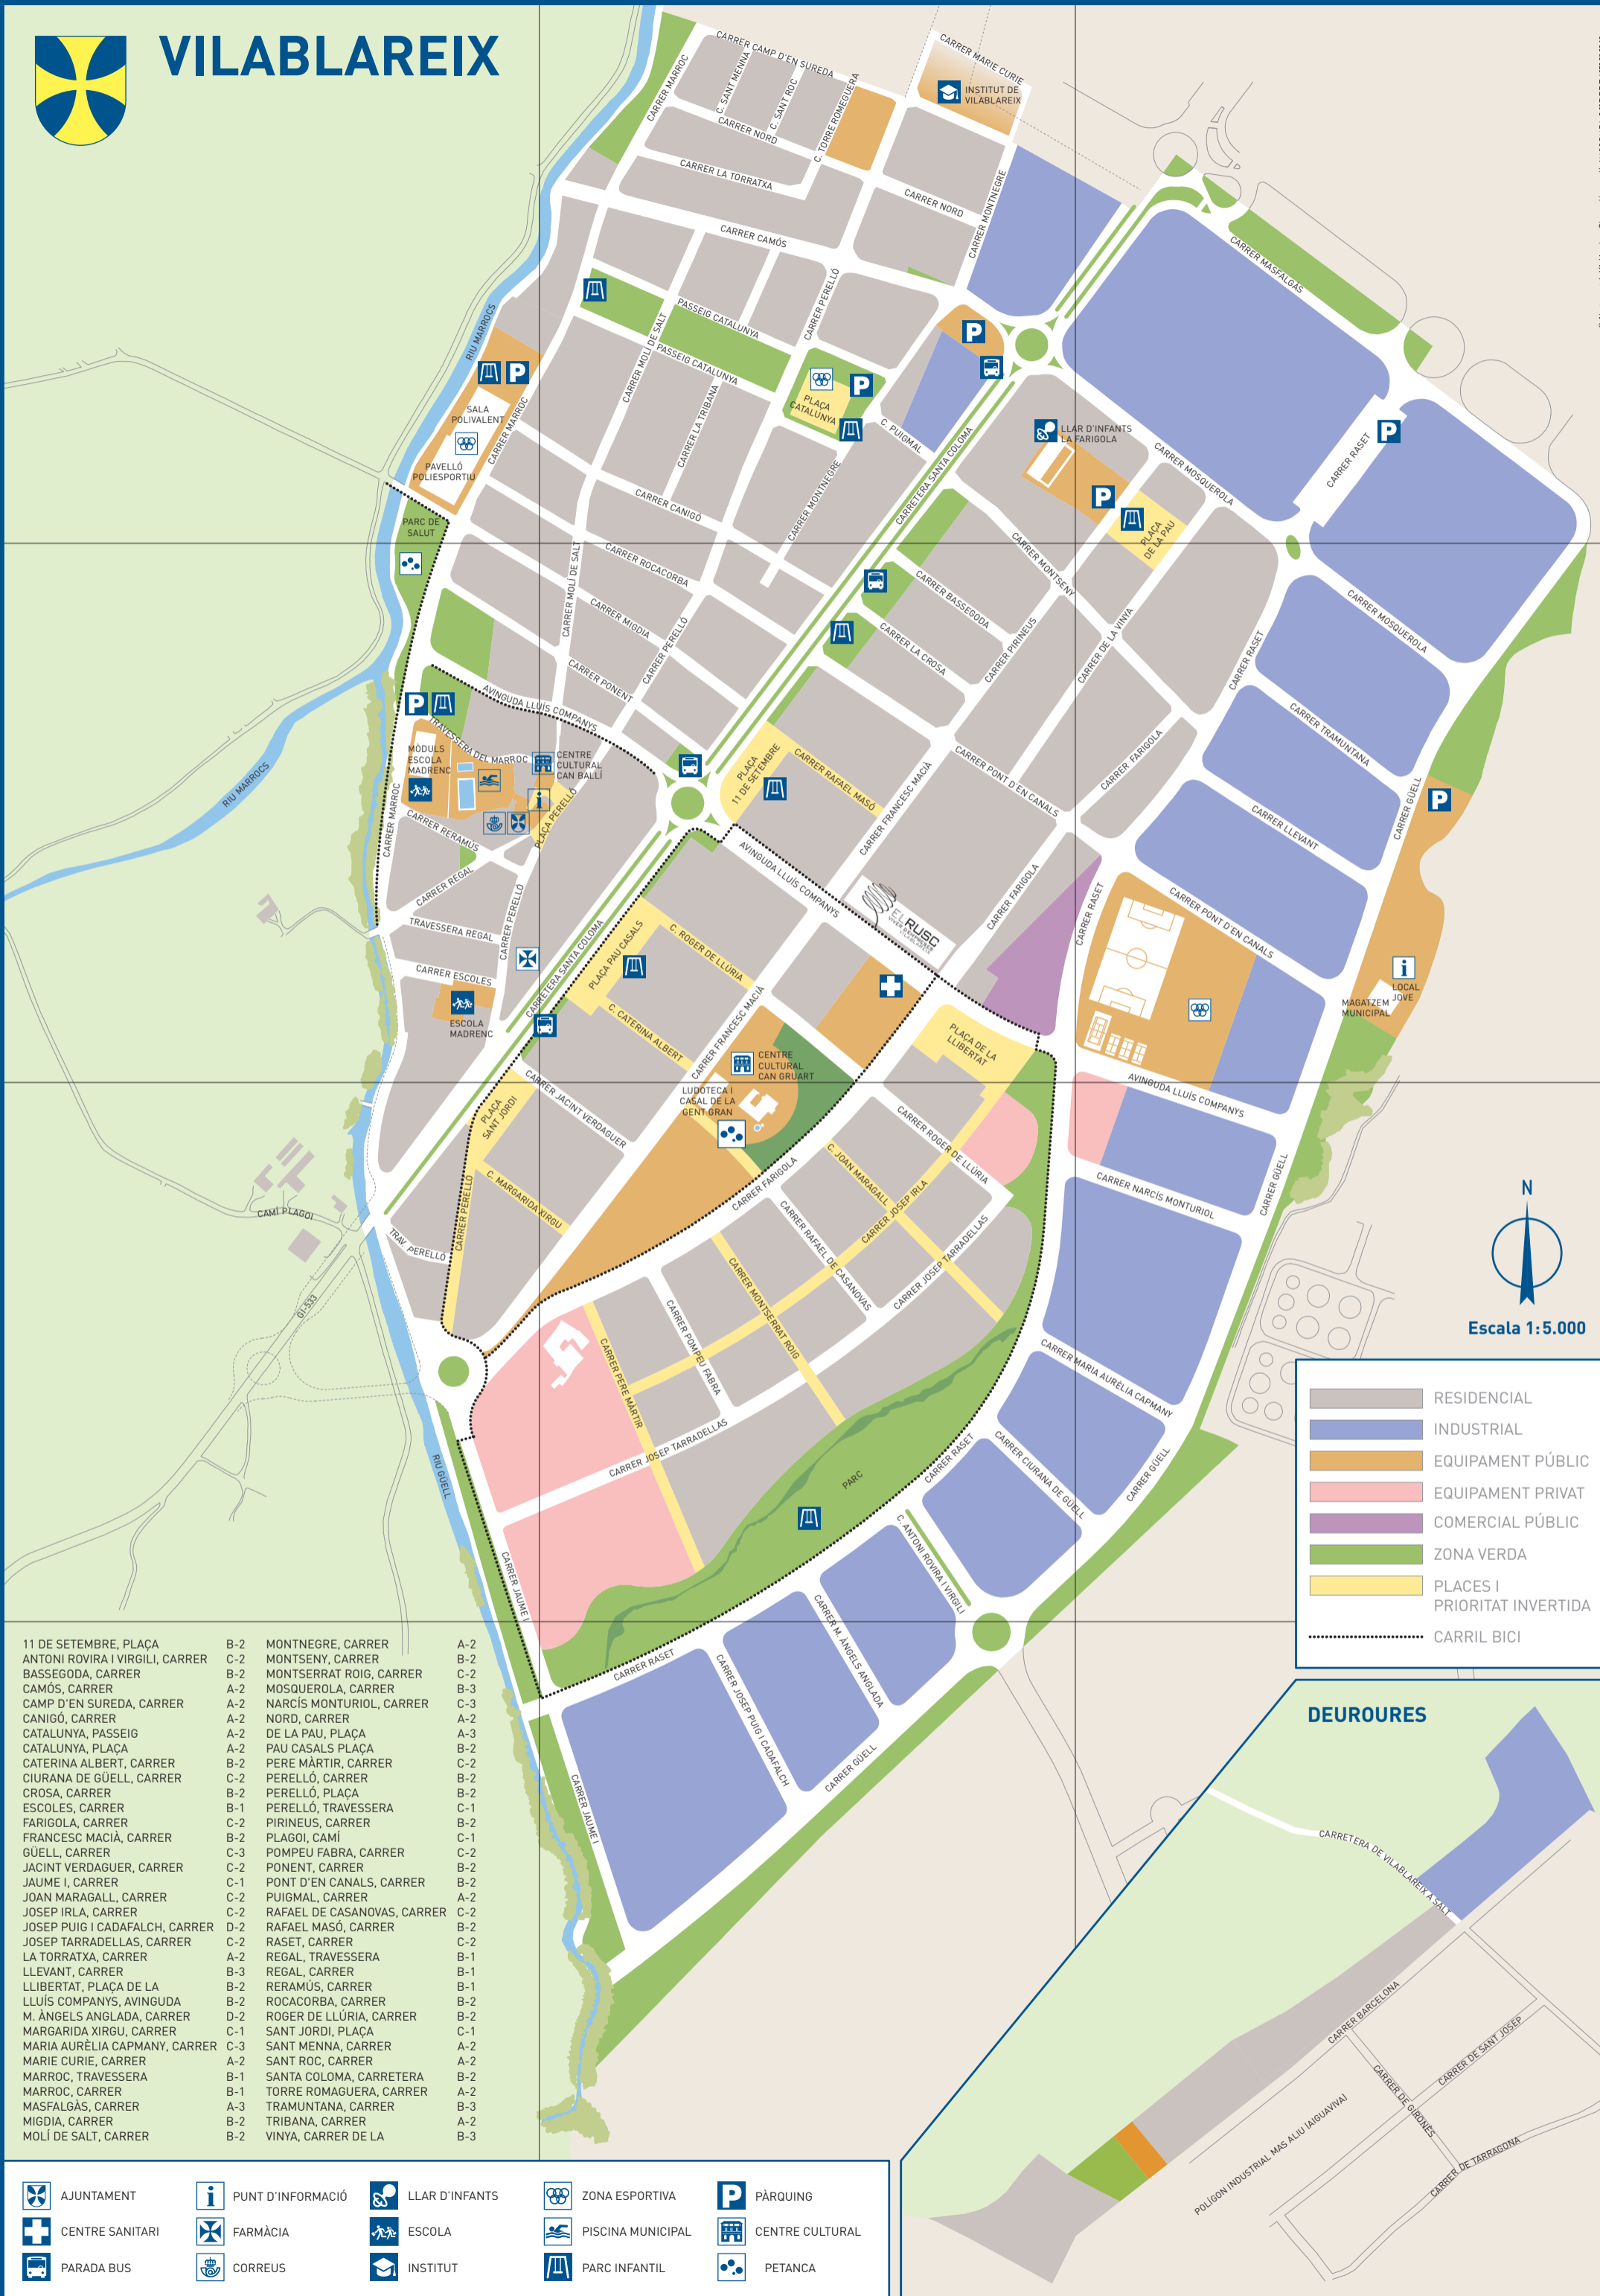 VILABLAREIX
CARRER CAMP D'EN SUREDA
CARRER MARIE CURIE
INSTITUT DE
VILABLAREIX
CARRER MARROC
C. SANT MENNA
C. SANT ROC
C. TORRE ROMEGUERA
CARRER NORD
CARRER LA TORRATXA
CARRER NORD
CARRER MONTNEGRE
CARRER CAMÓS
CARRER MASFALGAS
CARRER PERELLÓ
PASSEIG CATALUNYA
RIU MARROCS
CARRER MOLÍ DE SALT
PASSEIG CATALUNYA
PLAÇA
CATALUNYA
SALA
POLIVALENT
CARRER MARROC
CARRER LA TRIBANA
C. PUIGMAL
LLAR D'INFANTS
LA FARIGOLA
CARRER RASET
CARRER MOSQUEROLA
PAVELLÓ
POLIESPORTIU
CARRETERA SANTA COLOMA
CARRER CANIGÓ
CARRER MONTNEGRE
PARC DE
SALUT
PLAÇA
DE LA PAU
CARRER ROCACORBA
CARRER MOLÍ DE SALT
CARRER MONTSENY
CARRER BASSEGODA
CARRER MOSQUEROLA
CARRER MIGDIA
CARRER PERELLÓ
CARRER LA CROSA
CARRER PIRINEUS
CARRER DE LA VINYA
CARRER RASET
CARRER PONENT
AVINGUDA LLUÍS COMPANYS
CARRER TRAMUNTANA
TRAVESSERA DEL MARROC
MÒDULS
ESCOLA
MADRENC
CENTRE
CULTURAL
CAN BALLÍ
PLAÇA
11 DE SETEMBRE
CARRER RAFAEL MASÓ
CARRER PONT D'EN CANALS
CARRER FARIGOLA
RIU MARROCS
CARRER MARROC
CARRER RERAMÚS
PLAÇA PERELLÓ
CARRER FRANCESC MACIÀ
CARRER LLEVANT
CARRER GÜELL
AVINGUDA LLUÍS COMPANYS
CARRER REGAL
CARRER PERELLÓ
TRAVESSERA REGAL
CARRER FARIGOLA
CARRER RASET
CARRER PONT D'EN CANALS
EL RUSC
CARRER ESCOLES
CARRETERA SANTA COLOMA
PLAÇA PAU CASALS
C. ROGER DE LLÚRIA
ESCOLA
MADRENC
LOCAL
JOVE
MAGATZEM
MUNICIPAL
C. CATERINA ALBERT
CARRER FRANCESC MACIÀ
PLAÇA DE LA
LLIBERTAT
CENTRE
CULTURAL
CAN GRUART
LUDOTECA I
CASAL DE LA
GENT GRAN
CARRER JACINT VERDAGUER
PLAÇA
SANT JORDI
AVINGUDA LLUÍS COMPANYS
CARRER ROGER DE LLÚRIA
C. JOAN MARAGALL
CARRER FARIGOLA
CARRER JOSEP IRLA
C. MARGARIDA XIRGU
CARRER PERELLÓ
TRAV. PERELLÓ
CAMÍ PLAGOI
GI-533
CARRER RAFAEL DE CASANOVAS
CARRER JOSEP TARRADELLAS
CARRER NARCÍS MONTURIOL
CARRER GÜELL
CARRER MONTSERRAT ROIG
CARRER POMPEU FABRA
CARRER PERE MÀRTIR
CARRER JOSEP TARRADELLAS
CARRER MARIA AURÈLIA CAPMANY
RIU GÜELL
PARC
CARRER RASET
CARRER CIURANA DE GÜELL
CARRER GÜELL
CARRER JAUME I
C. ANTONI ROVIRA I VIRGILI
CARRER M. ÀNGELS ANGLADA
CARRER RASET
CARRER JOSEP PUIG I CADAFALCH
CARRER GÜELL
CARRER JAUME I
N
Escala 1:5.000
RESIDENCIAL
INDUSTRIAL
EQUIPAMENT PÚBLIC
EQUIPAMENT PRIVAT
COMERCIAL PÚBLIC
ZONA VERDA
PLACES I
PRIORITAT INVERTIDA
CARRIL BICI
11 DE SETEMBRE, PLAÇA B-2
ANTONI ROVIRA I VIRGILI, CARRER C-2
BASSEGODA, CARRER B-2
CAMÓS, CARRER A-2
CAMP D'EN SUREDA, CARRER A-2
CANIGÓ, CARRER A-2
CATALUNYA, PASSEIG A-2
CATALUNYA, PLAÇA A-2
CATERINA ALBERT, CARRER B-2
CIURANA DE GÜELL, CARRER C-2
CROSA, CARRER B-2
ESCOLES, CARRER B-1
FARIGOLA, CARRER C-2
FRANCESC MACIÀ, CARRER B-2
GÜELL, CARRER C-3
JACINT VERDAGUER, CARRER C-2
JAUME I, CARRER C-1
JOAN MARAGALL, CARRER C-2
JOSEP IRLA, CARRER C-2
JOSEP PUIG I CADAFALCH, CARRER D-2
JOSEP TARRADELLAS, CARRER C-2
LA TORRATXA, CARRER A-2
LLEVANT, CARRER B-3
LLIBERTAT, PLAÇA DE LA B-2
LLUÍS COMPANYS, AVINGUDA B-2
M. ÀNGELS ANGLADA, CARRER D-2
MARGARIDA XIRGU, CARRER C-1
MARIA AURÈLIA CAPMANY, CARRER C-3
MARIE CURIE, CARRER A-2
MARROC, TRAVESSERA B-1
MARROC, CARRER B-1
MASFALGÀS, CARRER A-3
MIGDIA, CARRER B-2
MOLÍ DE SALT, CARRER B-2
MONTNEGRE, CARRER A-2
MONTSENY, CARRER B-2
MONTSERRAT ROIG, CARRER C-2
MOSQUEROLA, CARRER B-3
NARCÍS MONTURIOL, CARRER C-3
NORD, CARRER A-2
DE LA PAU, PLAÇA A-3
PAU CASALS PLAÇA B-2
PERE MÀRTIR, CARRER C-2
PERELLÓ, CARRER B-2
PERELLÓ, PLAÇA B-2
PERELLÓ, TRAVESSERA C-1
PIRINEUS, CARRER B-2
PLAGOI, CAMÍ C-1
POMPEU FABRA, CARRER C-2
PONENT, CARRER B-2
PONT D'EN CANALS, CARRER B-2
PUIGMAL, CARRER A-2
RAFAEL DE CASANOVAS, CARRER C-2
RAFAEL MASÓ, CARRER B-2
RASET, CARRER C-2
REGAL, TRAVESSERA B-1
REGAL, CARRER B-1
RERAMÚS, CARRER B-1
ROCACORBA, CARRER B-2
ROGER DE LLÚRIA, CARRER B-2
SANT JORDI, PLAÇA C-1
SANT MENNA, CARRER A-2
SANT ROC, CARRER A-2
SANTA COLOMA, CARRETERA B-2
TORRE ROMAGUERA, CARRER A-2
TRAMUNTANA, CARRER B-3
TRIBANA, CARRER A-2
VINYA, CARRER DE LA B-3
DEUROURES
CARRETERA DE VILABLAREIX A SALT
CARRER BARCELONA
CARRER DE SANT JOSEP
CARRER DE GIRONÈS
CARRER DE TARRAGONA
POLÍGON INDUSTRIAL MAS ALIU (AIGUAVIVA)
AJUNTAMENT
PUNT D'INFORMACIÓ
LLAR D'INFANTS
ZONA ESPORTIVA
P PÀRQUING
CENTRE SANITARI
FARMÀCIA
ESCOLA
PISCINA MUNICIPAL
CENTRE CULTURAL
PARADA BUS
CORREUS
INSTITUT
PARC INFANTIL
PETANCA